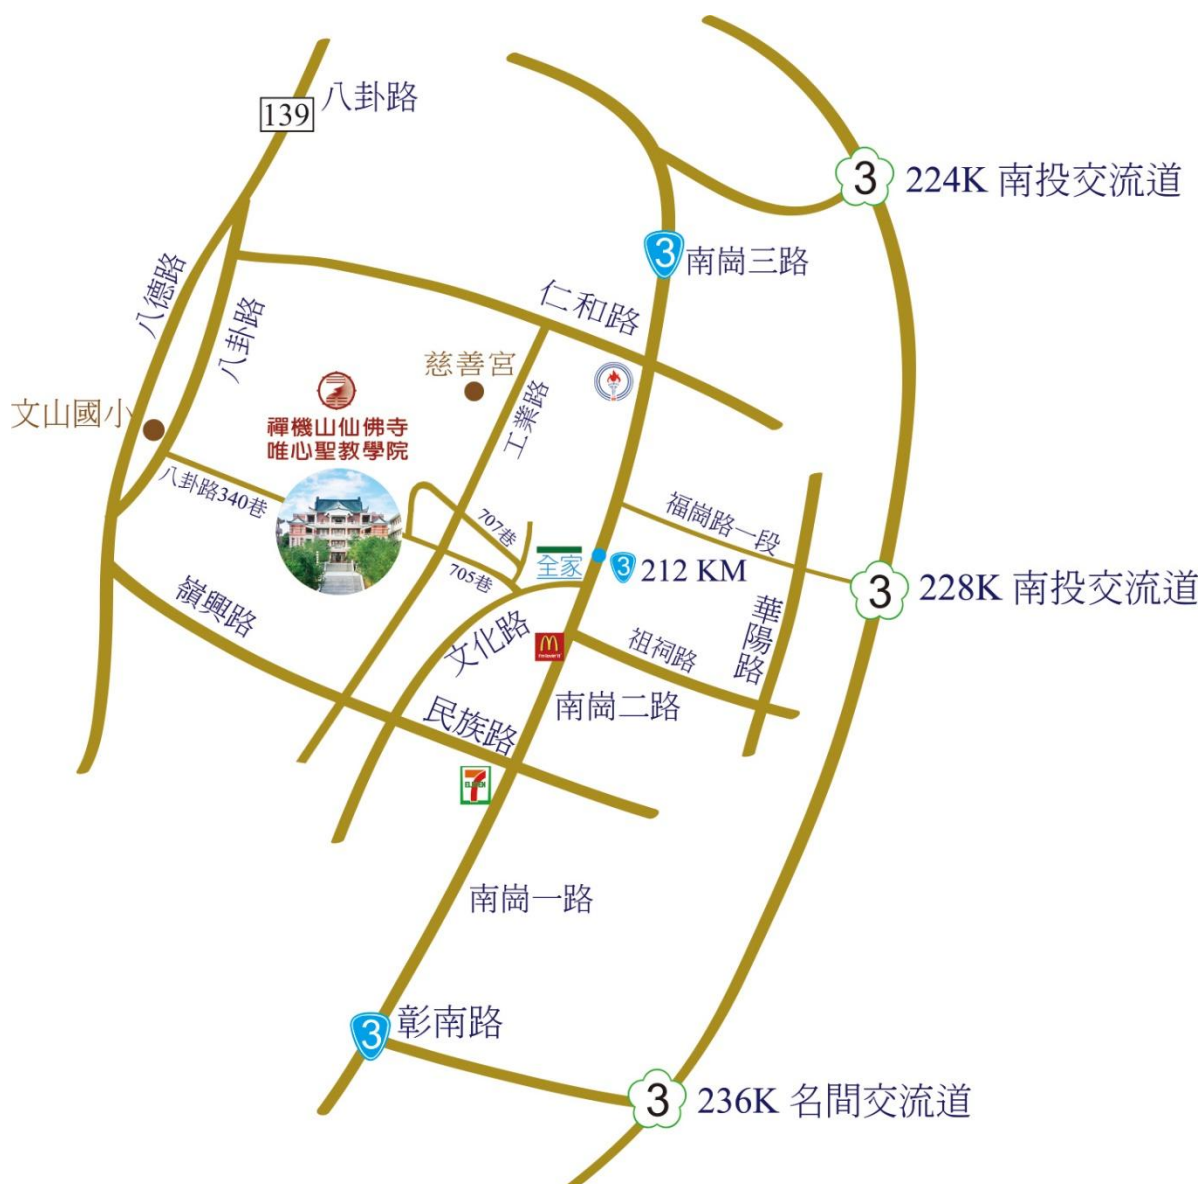 八卦路
139
3
224K 南投交流道
3
南崗三路
八德路
八卦路
仁和路
慈善宮
工業路
文山國小
禪機山仙佛寺
唯心聖教學院
八卦路340巷
707巷
705巷
福崗路一段
全家
3
212 KM
3
228K 南投交流道
華陽路
嶺興路
文化路
祖祠路
南崗二路
民族路
7
ELEVEN
南崗一路
3
彰南路
3
236K 名間交流道